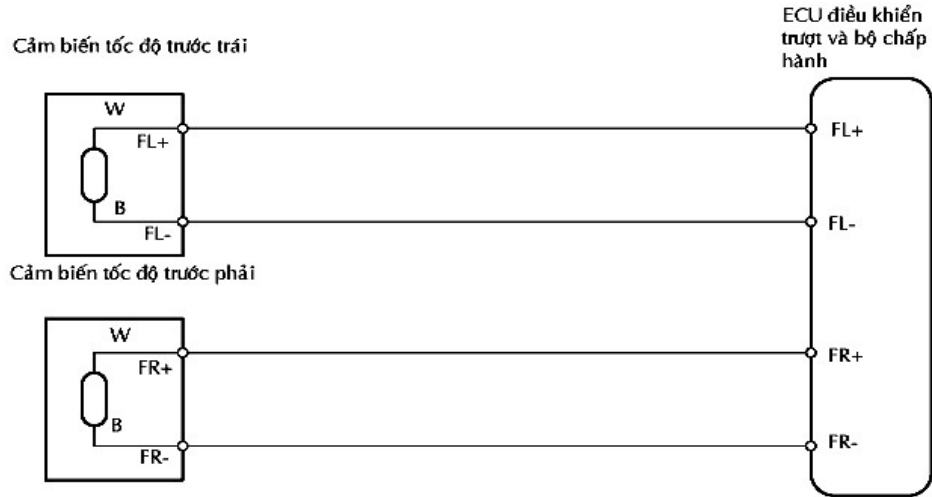 Cảm biến tốc độ trước trái
ECU điều khiển
trượt và bộ chấp
hành
W
FL+
B
FL-
FL+
FL-
Cảm biến tốc độ trước phải
W
FR+
B
FR-
FR+
FR-